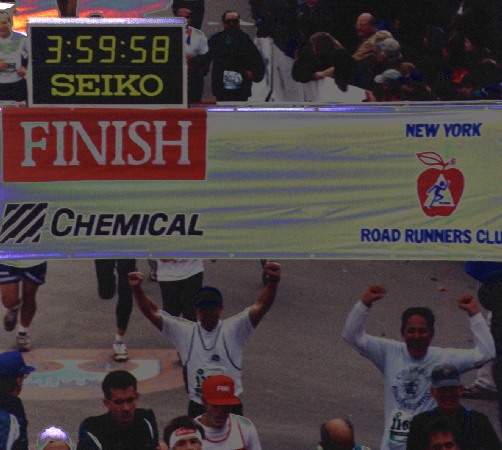 3:59:58
SEIKO
FINISH
NEW YORK
CHEMICAL
ROAD RUNNERS CLU